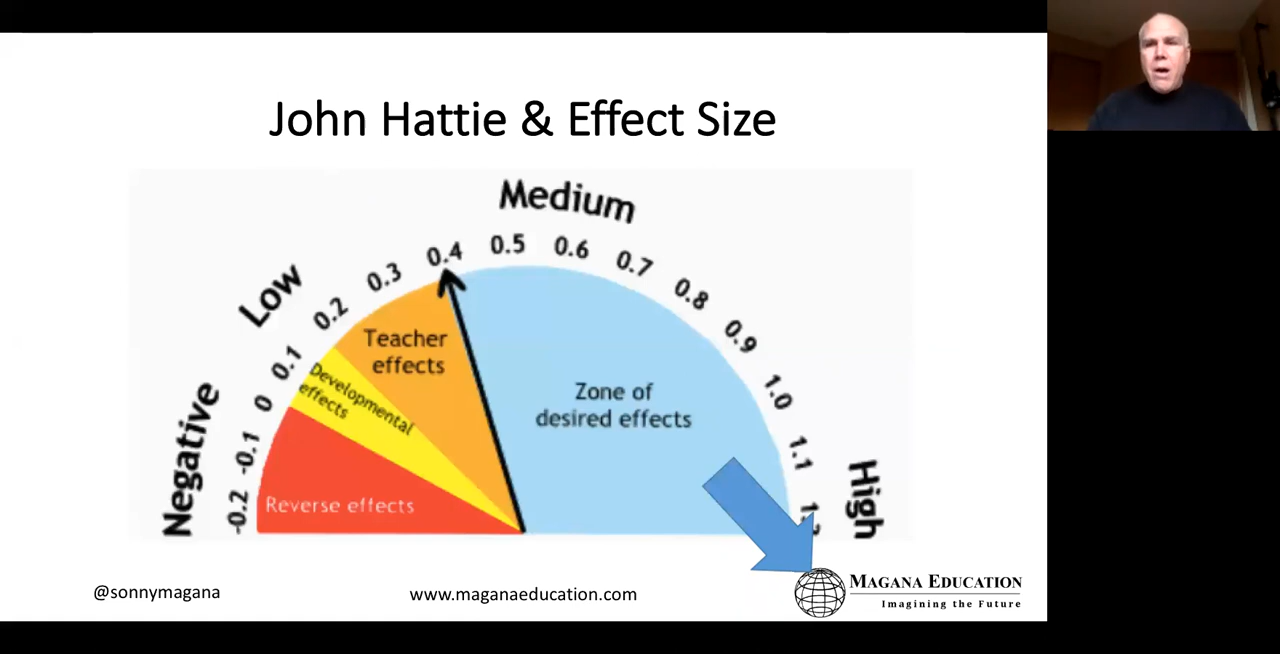 John Hattie & Effect Size
Medium
Low
Negative
High
-0.2
-0.1
0
0.1
0.2
0.3
0.4
0.5
0.6
0.7
0.8
0.9
1.0
1.1
Reverse effects
Developmental
effects
Teacher
effects
Zone of
desired effects
@sonnymagana
www.maganaeducation.com
MAGANA EDUCATION
Imagining the Future